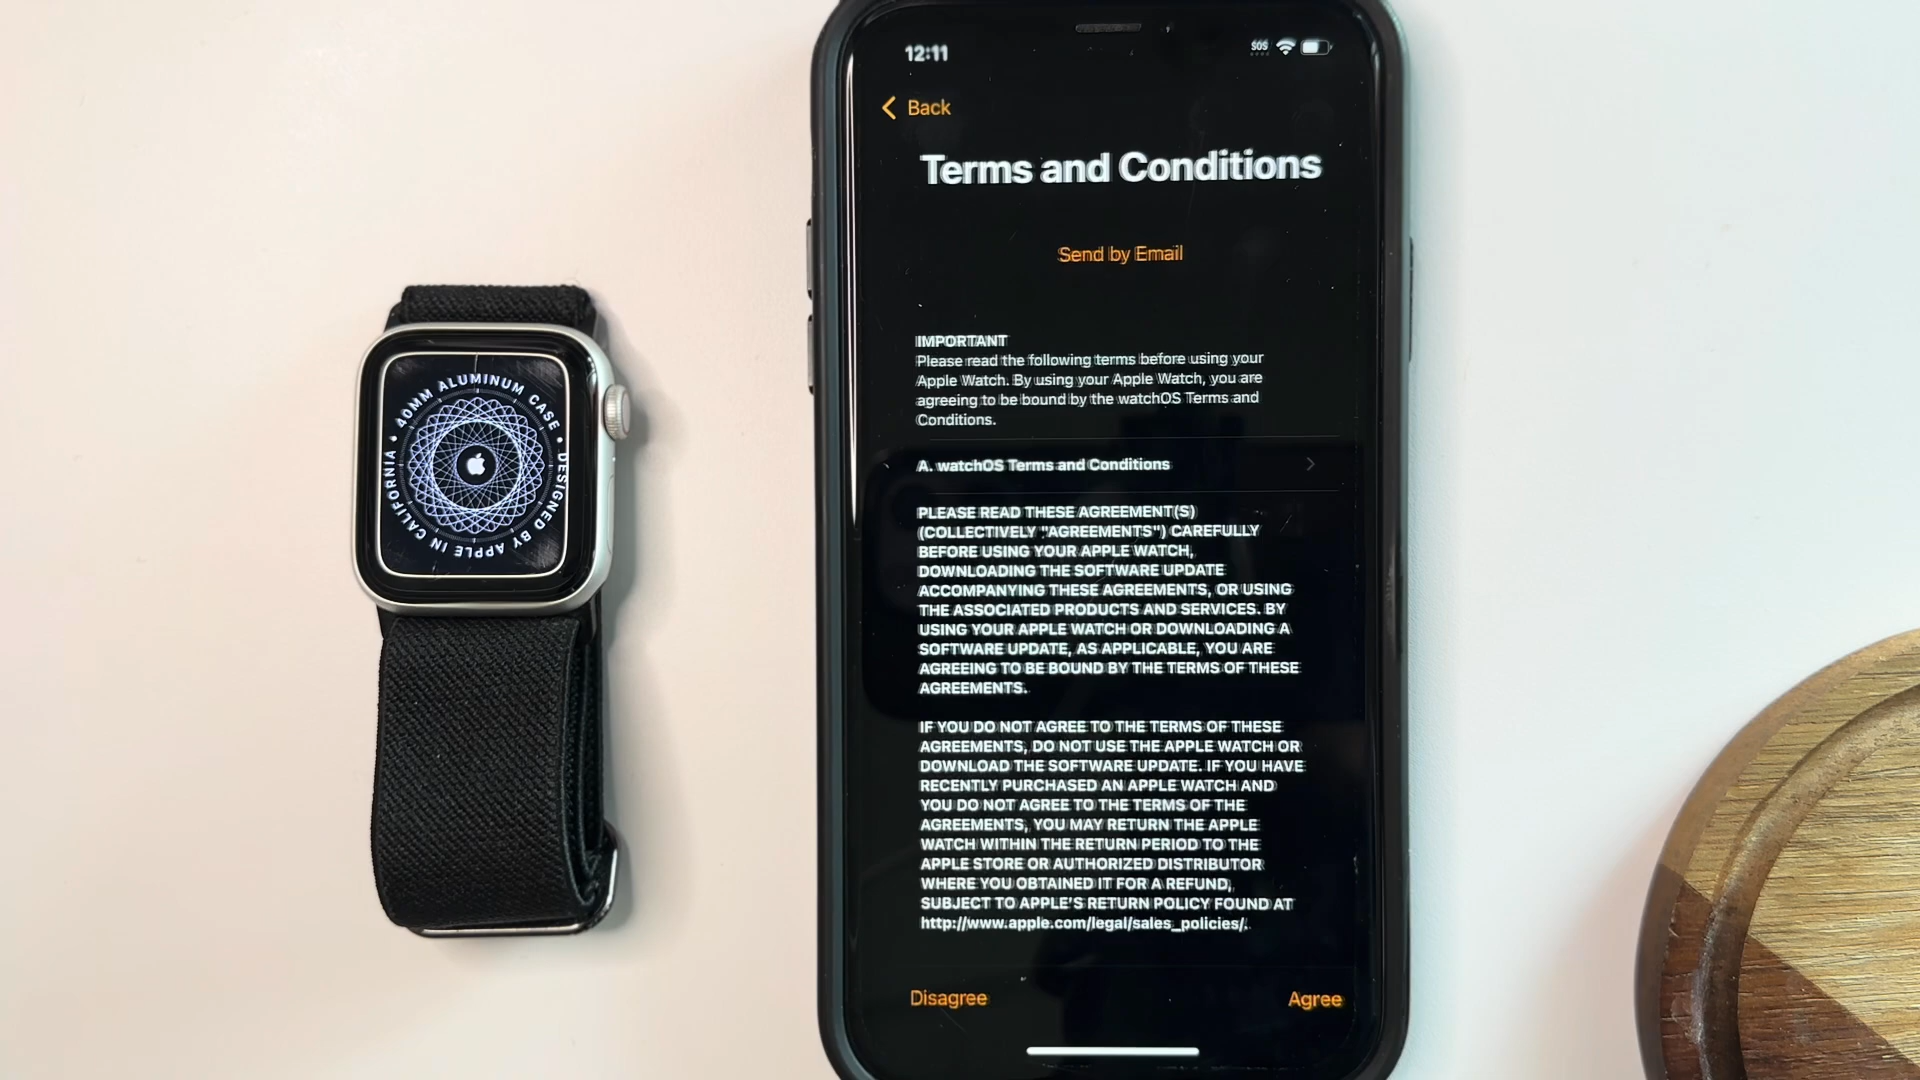 40MM ALUMINUM CASE • DESIGNED BY APPLE IN CALIFORNIA •
12:11
SOS
Back
Terms and Conditions
Send by Email
IMPORTANT
Please read the following terms before using your
Apple Watch. By using your Apple Watch, you are
agreeing to be bound by the watchOS Terms and
Conditions.
A. watchOS Terms and Conditions
PLEASE READ THESE AGREEMENT(S)
(COLLECTIVELY "AGREEMENTS") CAREFULLY
BEFORE USING YOUR APPLE WATCH,
DOWNLOADING THE SOFTWARE UPDATE
ACCOMPANYING THESE AGREEMENTS, OR USING
THE ASSOCIATED PRODUCTS AND SERVICES. BY
USING YOUR APPLE WATCH OR DOWNLOADING A
SOFTWARE UPDATE, AS APPLICABLE, YOU ARE
AGREEING TO BE BOUND BY THE TERMS OF THESE
AGREEMENTS.
IF YOU DO NOT AGREE TO THE TERMS OF THESE
AGREEMENTS, DO NOT USE THE APPLE WATCH OR
DOWNLOAD THE SOFTWARE UPDATE. IF YOU HAVE
RECENTLY PURCHASED AN APPLE WATCH AND
YOU DO NOT AGREE TO THE TERMS OF THE
AGREEMENTS, YOU MAY RETURN THE APPLE
WATCH WITHIN THE RETURN PERIOD TO THE
APPLE STORE OR AUTHORIZED DISTRIBUTOR
WHERE YOU OBTAINED IT FOR A REFUND,
SUBJECT TO APPLE'S RETURN POLICY FOUND AT
http://www.apple.com/legal/sales_policies/.
Disagree
Agree